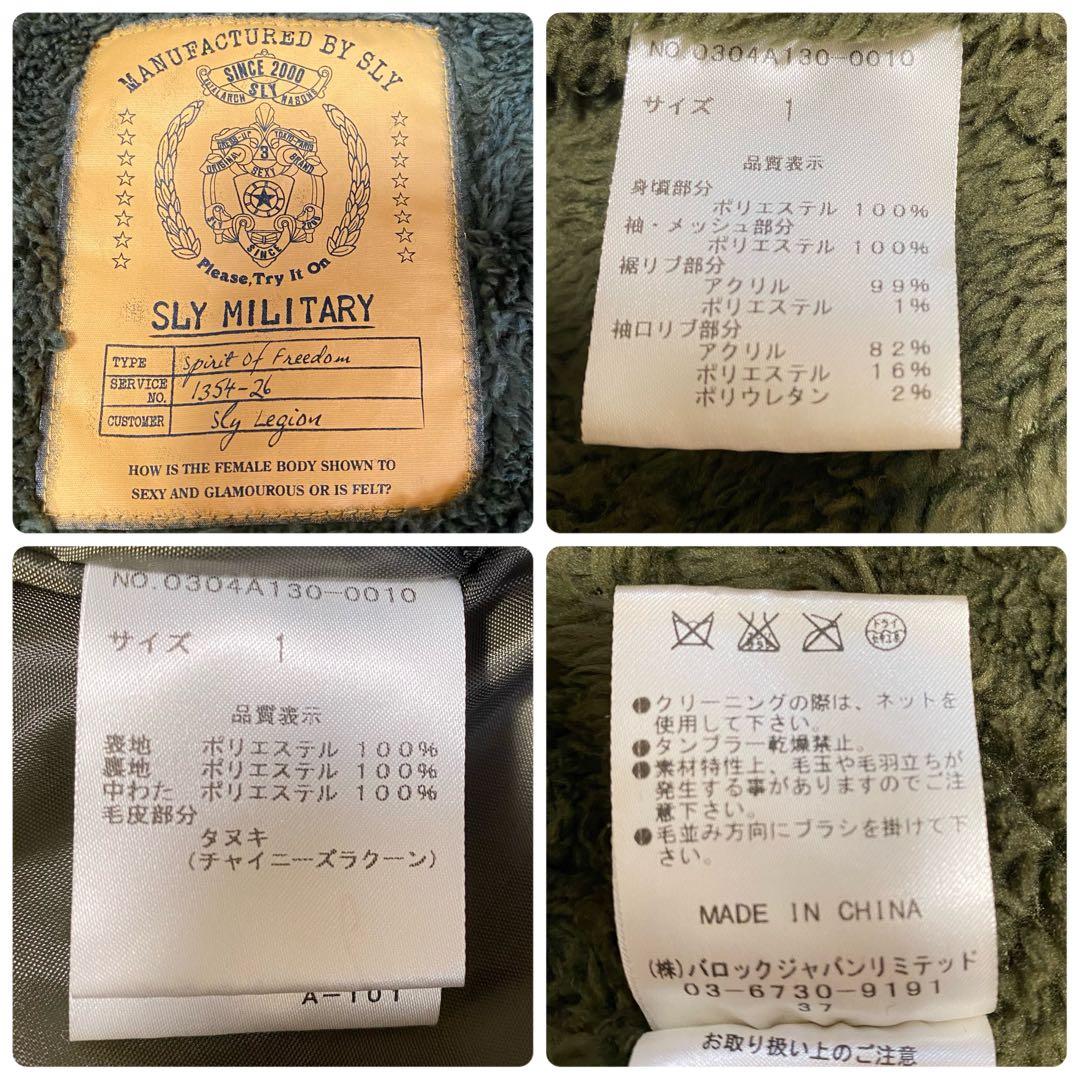 MANUFACTURED BY SLY
SINCE 2000
SLY
ORIGINAL
3
BRAND
SEXY
SLY
2000
SINCE
Please, Try It On
SLY MILITARY
TYPE Spirit Of Freedom
SERVICE NO. 1354-26
CUSTOMER Sly Legion
HOW IS THE FEMALE BODY SHOWN TO
SEXY AND GLAMOUROUS OR IS FELT?
NO.0304A130-0010
サイズ 1
品質表示
身頃部分
ポリエステル 100%
袖・メッシュ部分
ポリエステル 100%
裾リブ部分
アクリル 99%
ポリエステル 1%
袖口リブ部分
アクリル 82%
ポリエステル 16%
ポリウレタン 2%
NO.0304A130-0010
サイズ 1
品質表示
表地 ポリエステル 100%
裏地 ポリエステル 100%
中わた ポリエステル 100%
毛皮部分
タヌキ
(チャイニーズラクーン)
A-101
ドライ
セキユ系
●クリーニングの際は、ネットを
使用して下さい。
●タンブラー乾燥禁止。
●素材特性上、毛玉や毛羽立ちが
発生する事がありますのでご注
意下さい。
●毛並み方向にブラシを掛けて下
さい。
MADE IN CHINA
(株)バロックジャパンリミテッド
03-6730-9191
37
お取り扱い上のご注意